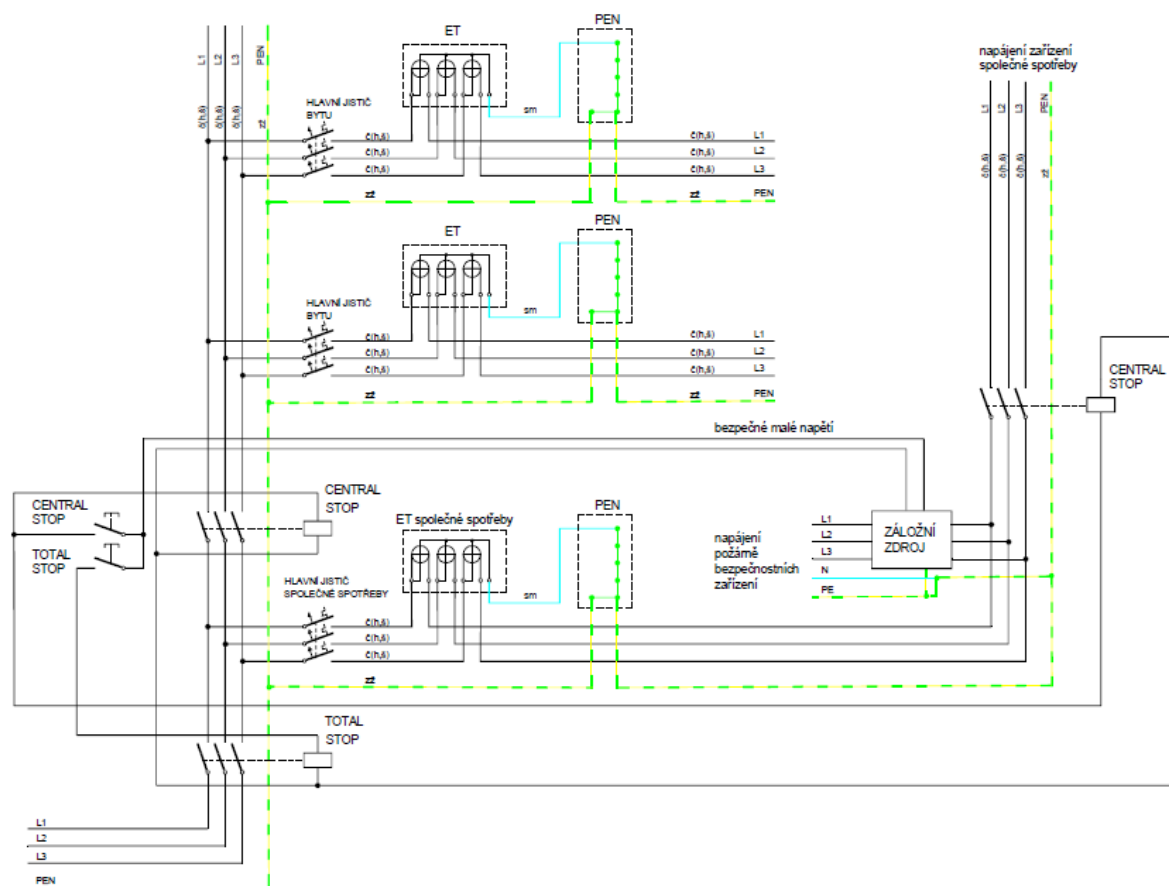 ET
PEN
L1
L2
L3
PEN
č(h,š)
č(h,š)
č(h,š)
zž
HLAVNÍ JISTIČ
BYTU
č(h,š)
č(h,š)
č(h,š)
zž
sm
č(h,š)
č(h,š)
č(h,š)
zž
L1
L2
L3
PEN
napájení zařízení
společné spotřeby
L1
L2
L3
PEN
č(h,š)
č(h,š)
č(h,š)
zž
ET
PEN
HLAVNÍ JISTIČ
BYTU
č(h,š)
č(h,š)
č(h,š)
zž
sm
č(h,š)
č(h,š)
č(h,š)
zž
L1
L2
L3
PEN
CENTRAL
STOP
bezpečné malé napětí
CENTRAL
STOP
TOTAL
STOP
CENTRAL
STOP
ET společné spotřeby
PEN
HLAVNÍ JISTIČ
SPOLEČNÉ SPOTŘEBY
č(h,š)
č(h,š)
č(h,š)
zž
sm
napájení
požárně
bezpečnostních
zařízení
L1
L2
L3
N
PE
ZÁLOŽNÍ
ZDROJ
TOTAL
STOP
L1
L2
L3
PEN